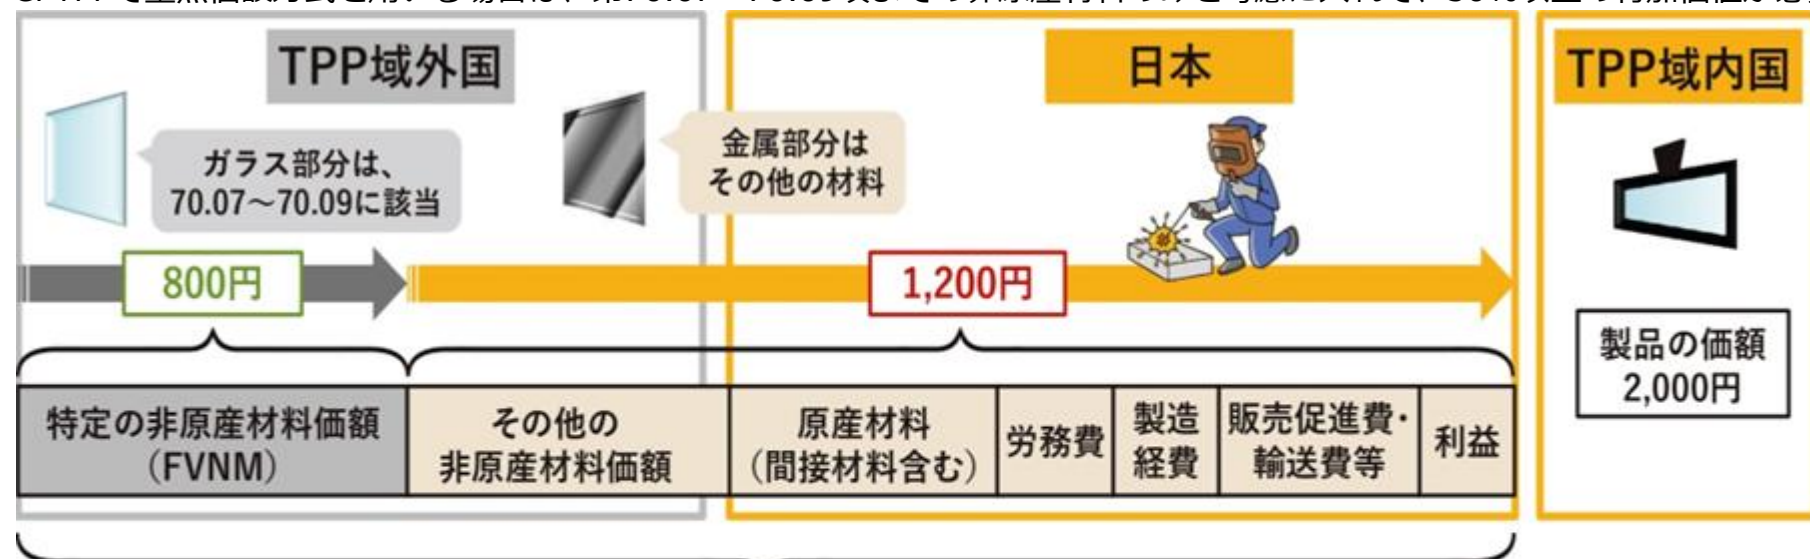 TPP域外国
日本
TPP域内国
ガラス部分は、
70.07～70.09に該当
金属部分は
その他の材料
800円
1,200円
製品の価額
2,000円
特定の非原産材料価額
（FVNM）
その他の
非原産材料価額
原産材料
（間接材料含む）
労務費
製造
経費
販売促進費・
輸送費等
利益